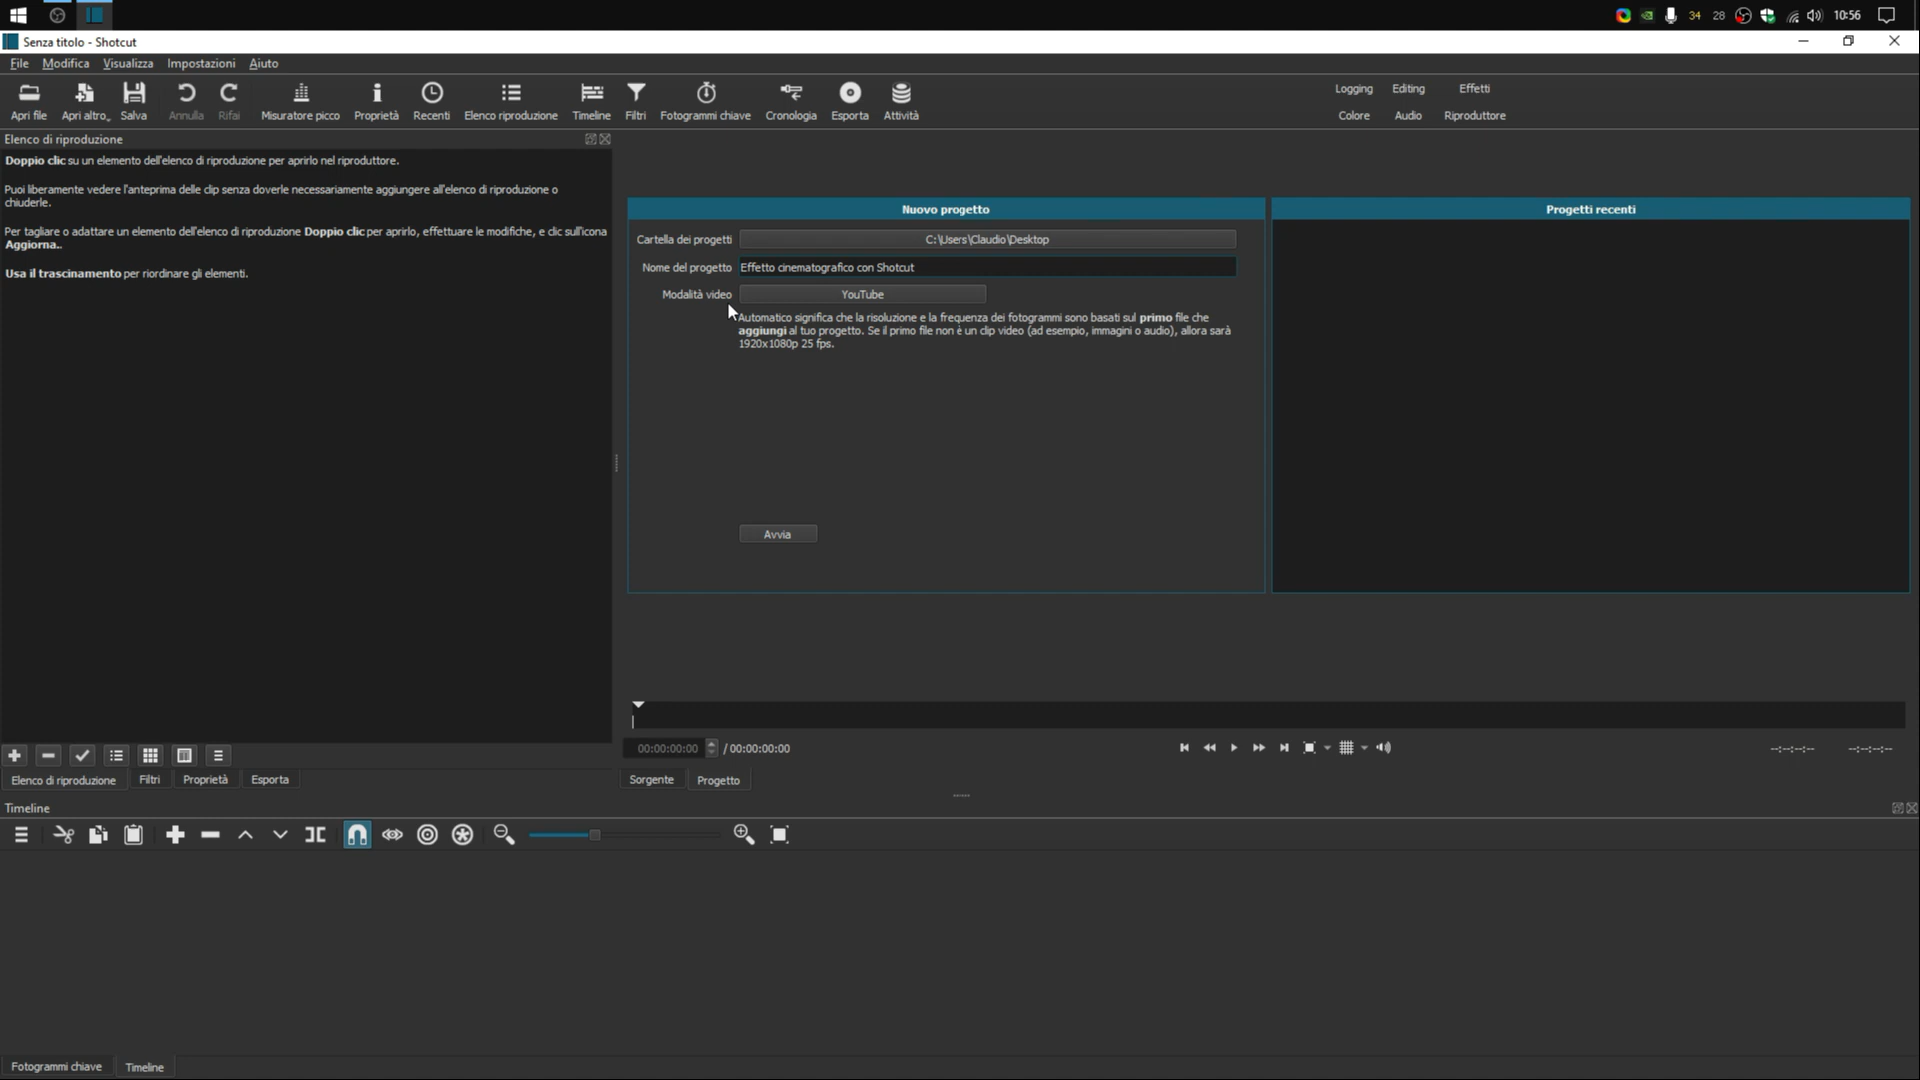 34 28 10:56
Senza titolo - Shotcut
File Modifica Visualizza Impostazioni Aiuto
Apri file Apri altro.. Salva Annulla Rifai Misuratore picco Proprietà Recenti Elenco riproduzione Timeline Filtri Fotogrammi chiave Cronologia Esporta Attività
Logging Editing Effetti
Colore Audio Riproduttore
Elenco di riproduzione
Doppio clic su un elemento dell'elenco di riproduzione per aprirlo nel riproduttore.
Puoi liberamente vedere l'anteprima delle clip senza doverle necessariamente aggiungere all'elenco di riproduzione o
chiuderle.
Per tagliare o adattare un elemento dell'elenco di riproduzione Doppio clic per aprirlo, effettuare le modifiche, e clic sull'icona
Aggiorna..
Usa il trascinamento per riordinare gli elementi.
Nuovo progetto
Cartella dei progetti C:\Users\Claudio\Desktop
Nome del progetto Effetto cinematografico con Shotcut
Modalità video YouTube
Automatico significa che la risoluzione e la frequenza dei fotogrammi sono basati sul primo file che
aggiungi al tuo progetto. Se il primo file non è un clip video (ad esempio, immagini o audio), allora sarà
1920x1080p 25 fps.
Avvia
Progetti recenti
00:00:00:00 / 00:00:00:00 --:--:--:-- --:--:--:--
Elenco di riproduzione Filtri Proprietà Esporta
Sorgente Progetto
Timeline
Fotogrammi chiave Timeline